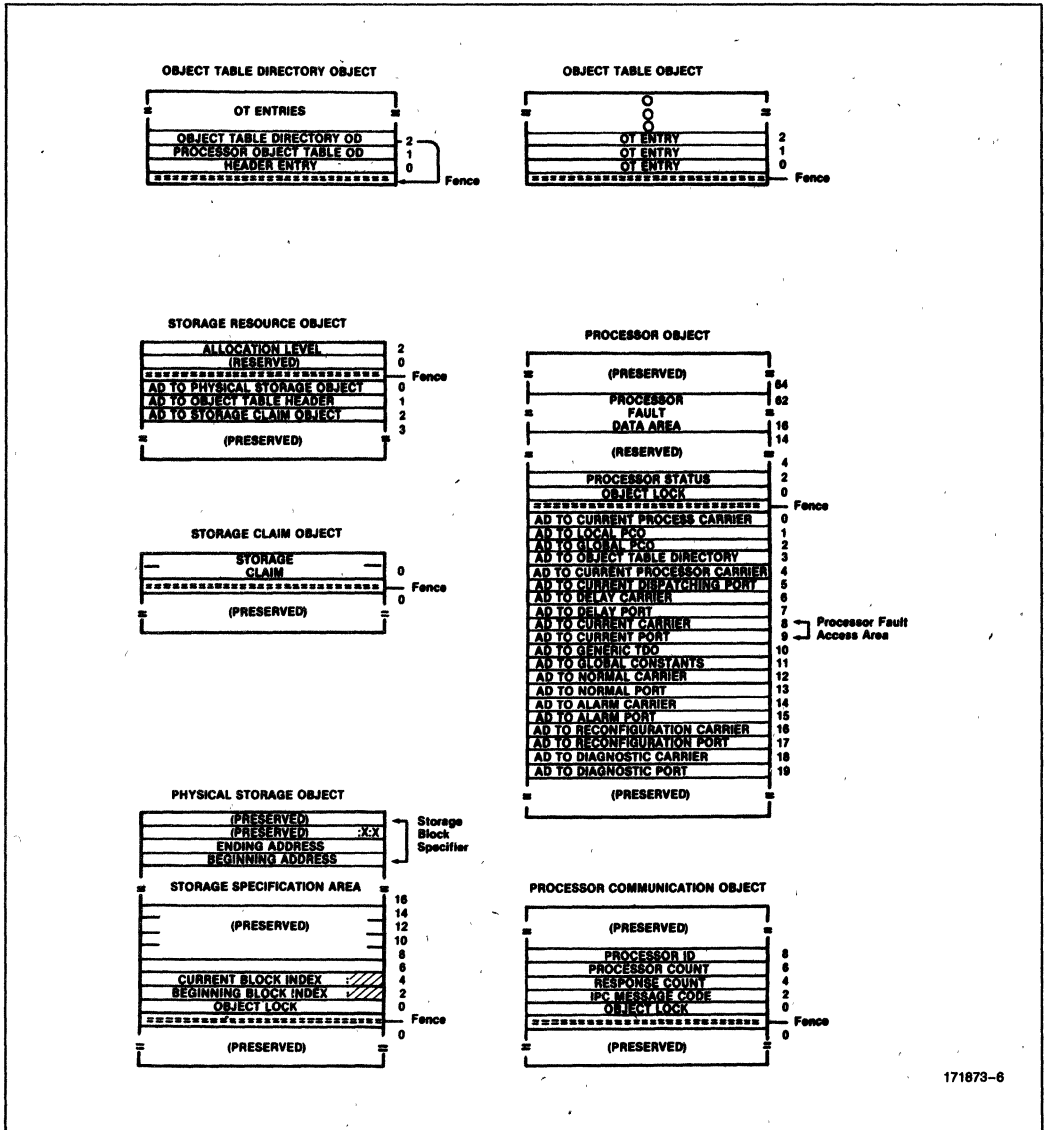 OBJECT TABLE DIRECTORY OBJECT
OT ENTRIES
OBJECT TABLE DIRECTORY OD 2
PROCESSOR OBJECT TABLE OD 1
HEADER ENTRY 0
Fence
OBJECT TABLE OBJECT
OT ENTRY 2
OT ENTRY 1
OT ENTRY 0
Fence
STORAGE RESOURCE OBJECT
ALLOCATION LEVEL 2
(RESERVED) 0
Fence
AD TO PHYSICAL STORAGE OBJECT 0
AD TO OBJECT TABLE HEADER 1
AD TO STORAGE CLAIM OBJECT 2
3
(PRESERVED)
STORAGE CLAIM OBJECT
STORAGE
CLAIM 0
Fence
0
(PRESERVED)
PHYSICAL STORAGE OBJECT
(PRESERVED)
(PRESERVED) :X:X
ENDING ADDRESS
BEGINNING ADDRESS
Storage
Block
Specifier
STORAGE SPECIFICATION AREA
16
14
(PRESERVED) 12
10
8
6
CURRENT BLOCK INDEX : 4
BEGINNING BLOCK INDEX : 2
OBJECT LOCK 0
Fence
0
(PRESERVED)
PROCESSOR OBJECT
(PRESERVED)
64
PROCESSOR 62
FAULT
DATA AREA 16
14
(RESERVED)
4
PROCESSOR STATUS 2
OBJECT LOCK 0
Fence
AD TO CURRENT PROCESS CARRIER 0
AD TO LOCAL PCO 1
AD TO GLOBAL PCO 2
AD TO OBJECT TABLE DIRECTORY 3
AD TO CURRENT PROCESSOR CARRIER 4
AD TO CURRENT DISPATCHING PORT 5
AD TO DELAY CARRIER 6
AD TO DELAY PORT 7
AD TO CURRENT CARRIER 8
AD TO CURRENT PORT 9
Processor Fault
Access Area
AD TO GENERIC TDO 10
AD TO GLOBAL CONSTANTS 11
AD TO NORMAL CARRIER 12
AD TO NORMAL PORT 13
AD TO ALARM CARRIER 14
AD TO ALARM PORT 15
AD TO RECONFIGURATION CARRIER 16
AD TO RECONFIGURATION PORT 17
AD TO DIAGNOSTIC CARRIER 18
AD TO DIAGNOSTIC PORT 19
(PRESERVED)
PROCESSOR COMMUNICATION OBJECT
(PRESERVED)
PROCESSOR ID 8
PROCESSOR COUNT 6
RESPONSE COUNT 4
IPC MESSAGE CODE 2
OBJECT LOCK 0
Fence
0
(PRESERVED)
171873–6